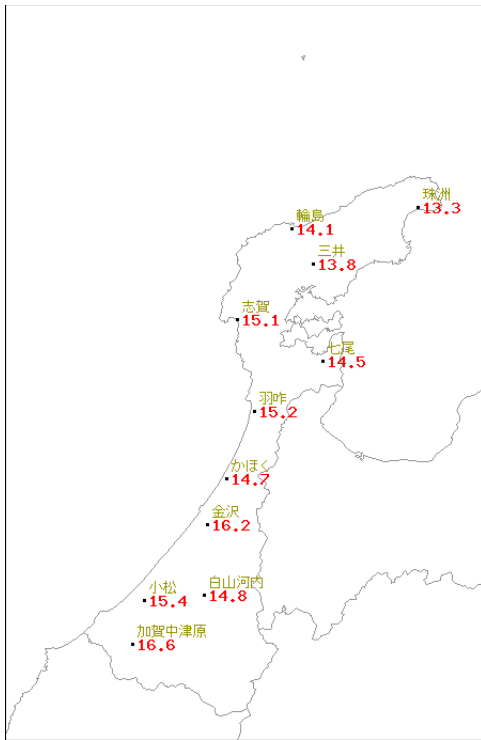 珠洲
13.3
輪島
14.1
三井
13.8
志賀
15.1
七尾
14.5
羽咋
15.2
かほく
14.7
金沢
16.2
白山河内
14.8
小松
15.4
加賀中津原
16.6